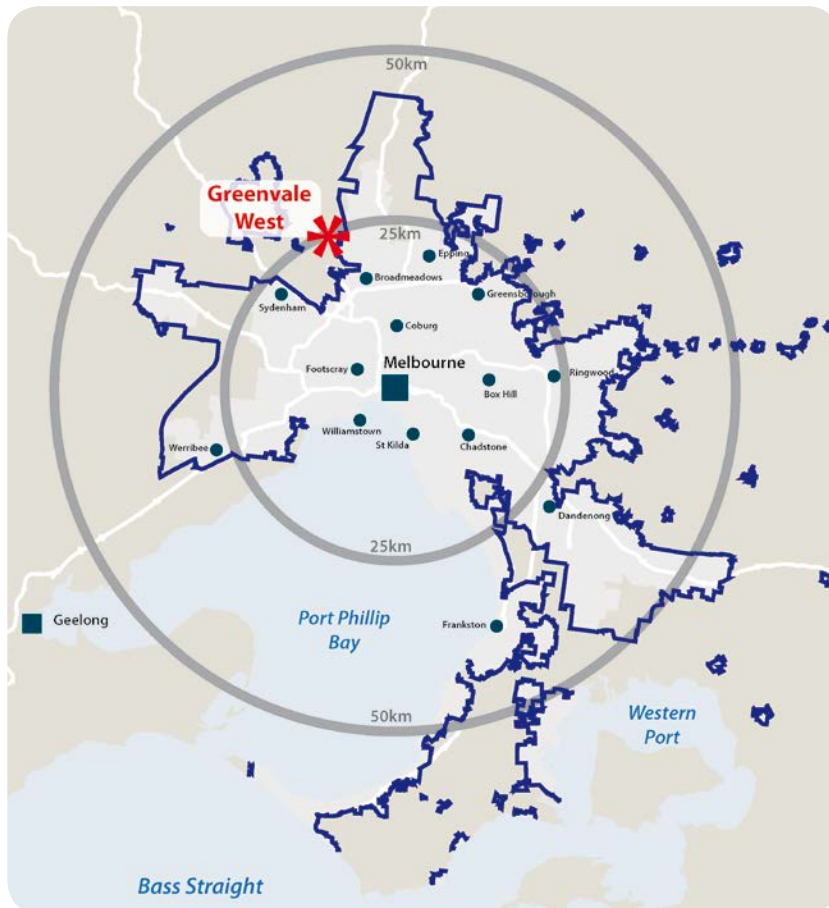 50km
Greenvale
West
25km
Epping
Broadmeadows
Sydenham
Greensborough
Coburg
Footscray
Melbourne
Ringwood
Box Hill
Williamstown
St Kilda
Chadstone
Werribee
Dandenong
25km
Geelong
Port Phillip
Bay
Frankston
50km
Western
Port
Bass Straight